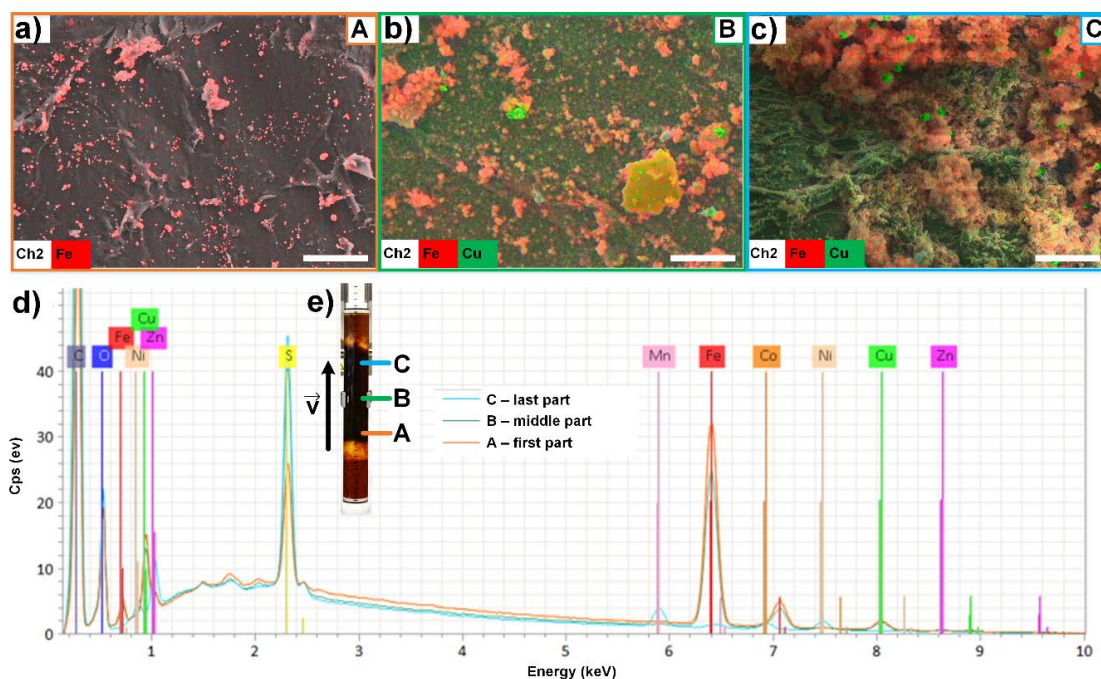 a) A
Ch2 Fe
b) B
Ch2 Fe Cu
c) C
Ch2 Fe Cu
d)
e)
Cu
Fe Zn
C O Ni S Mn Fe Co Ni Cu Zn
40
30
20
10
0
Cps (ev)
v
C
B
A
C – last part
B – middle part
A – first part
1 2 3 4 5 6 7 8 9 10
Energy (keV)